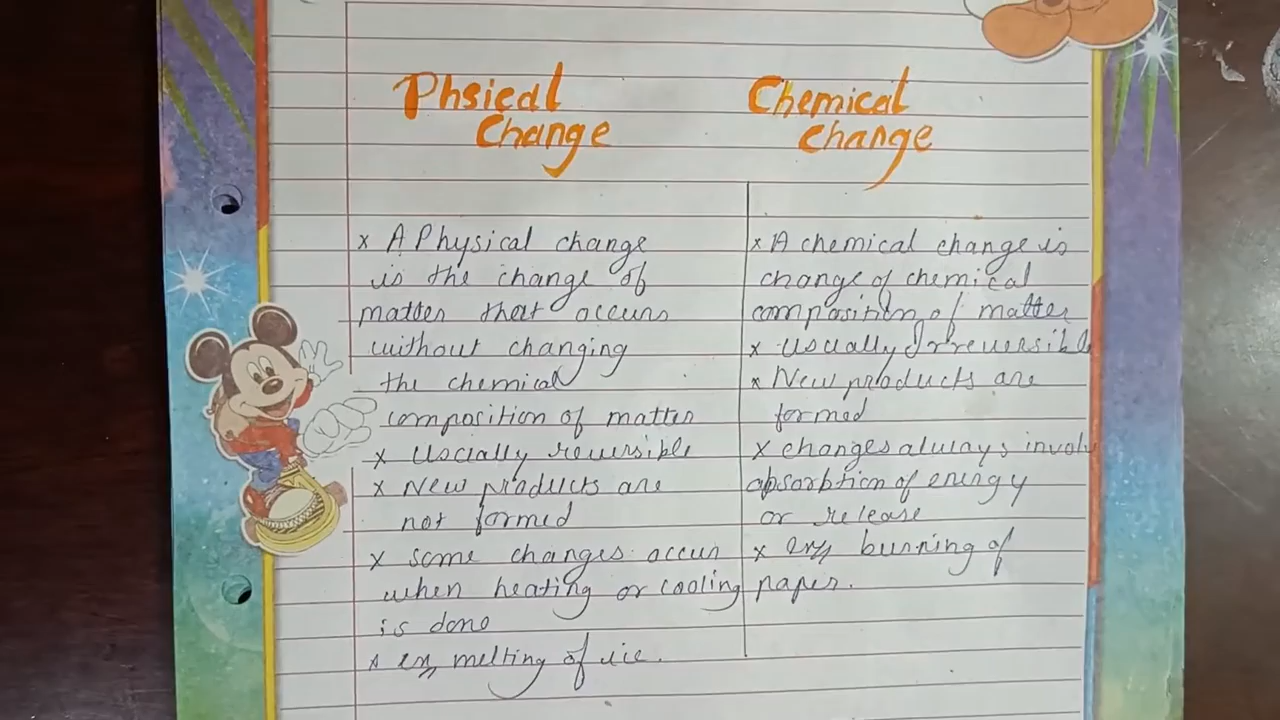 Phsical
Change
x A Physical change
is the change of
matter that occurs
without changing
the chemical
composition of matter
x Uscially reversible
x New products are
not formed
x some changes occur
when heating or cooling
is done
x ex,, melting of ice.
Chemical
change
x A chemical change is
change of chemical
composition of matter
x Usually Irreversible
x New products are
formed
x changes always involv
absorbtion of energy
or release
x ex,, burning of
paper.